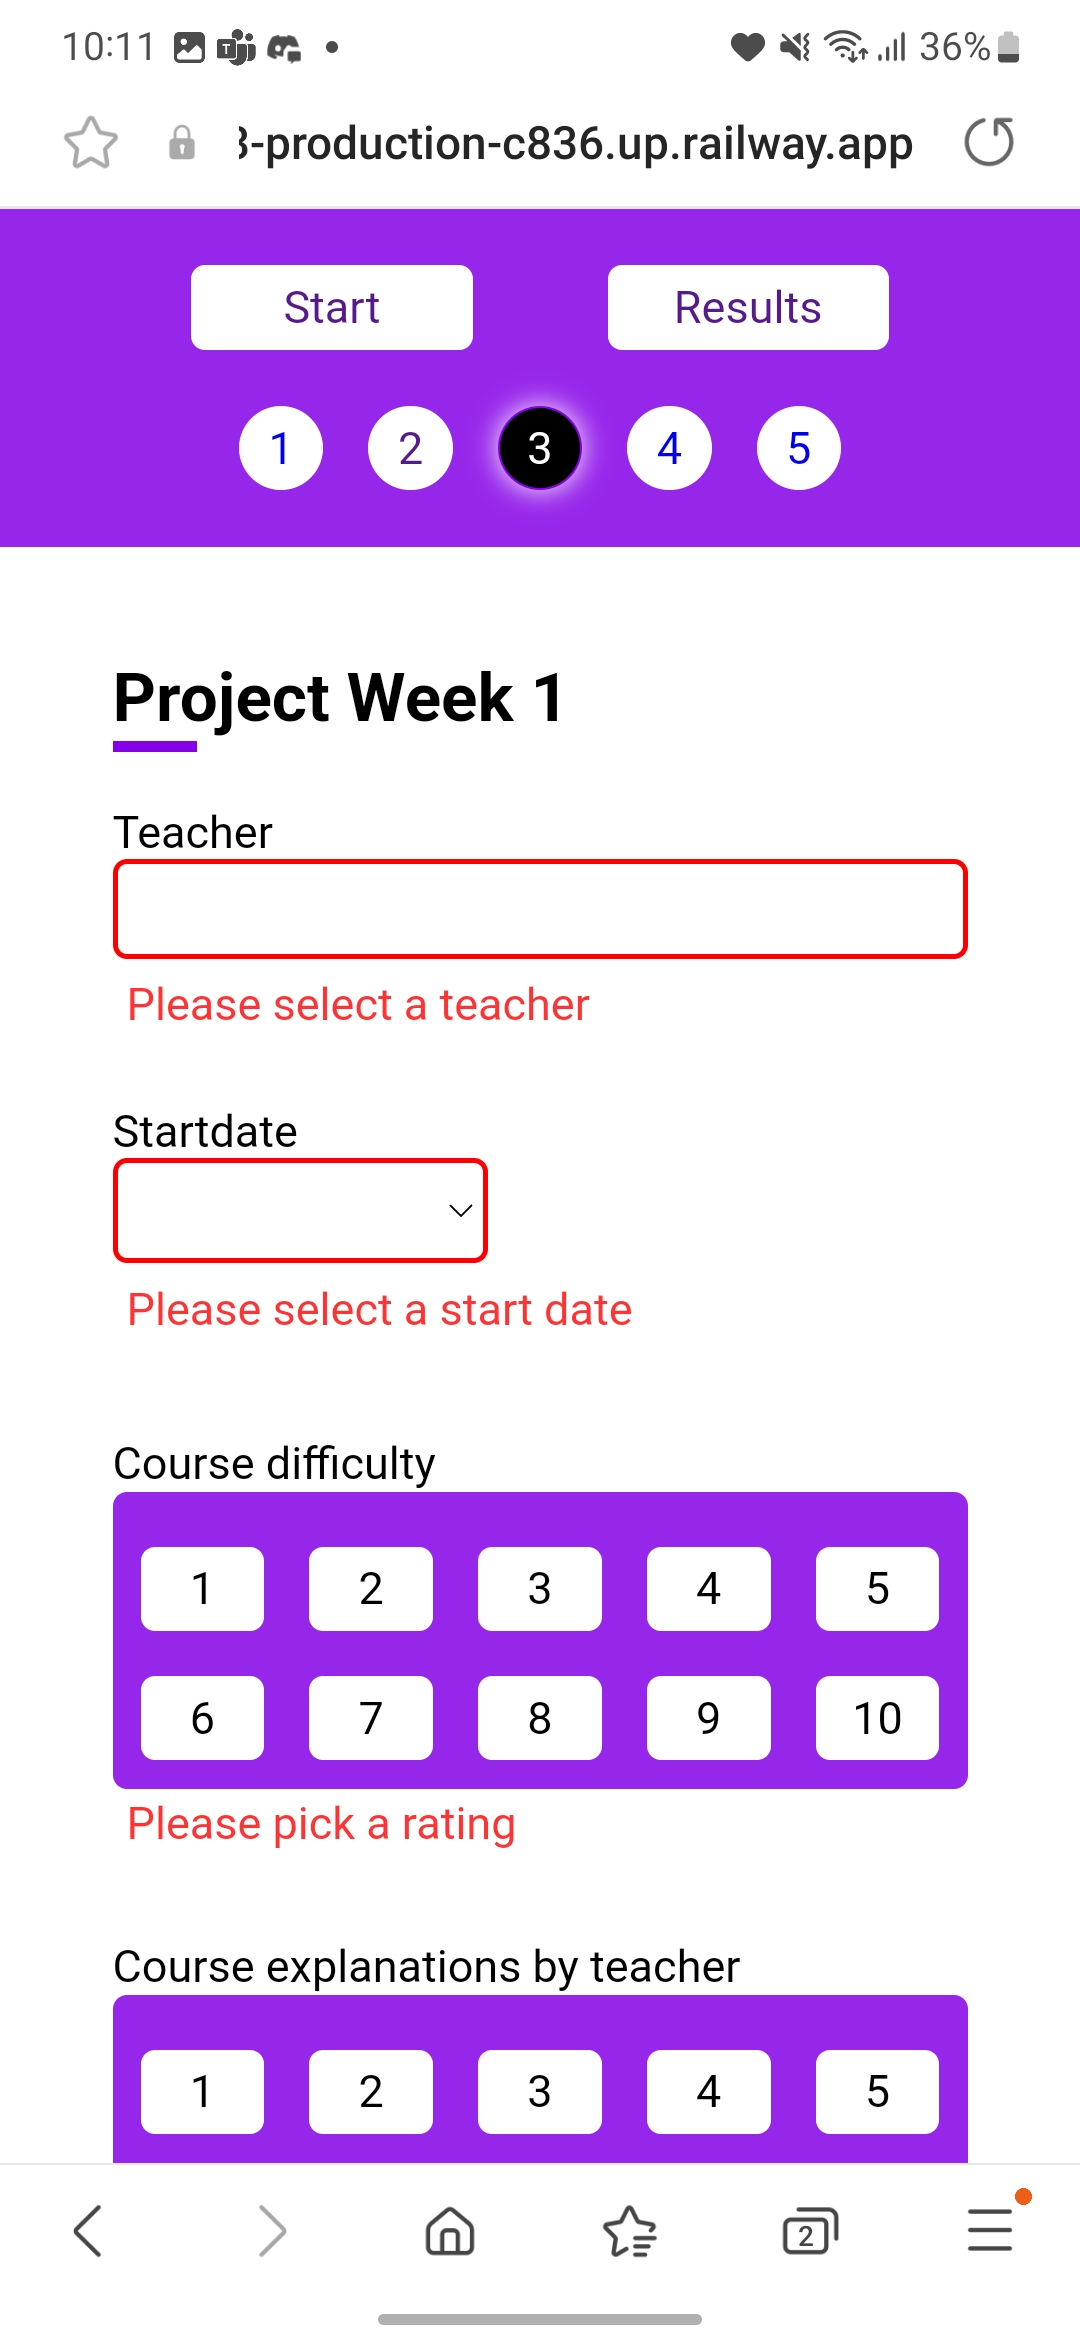 10:11 36%
3-production-c836.up.railway.app
Start Results
1 2 3 4 5
Project Week 1
Teacher
Please select a teacher
Startdate
Please select a start date
Course difficulty
1 2 3 4 5
6 7 8 9 10
Please pick a rating
Course explanations by teacher
1 2 3 4 5
2